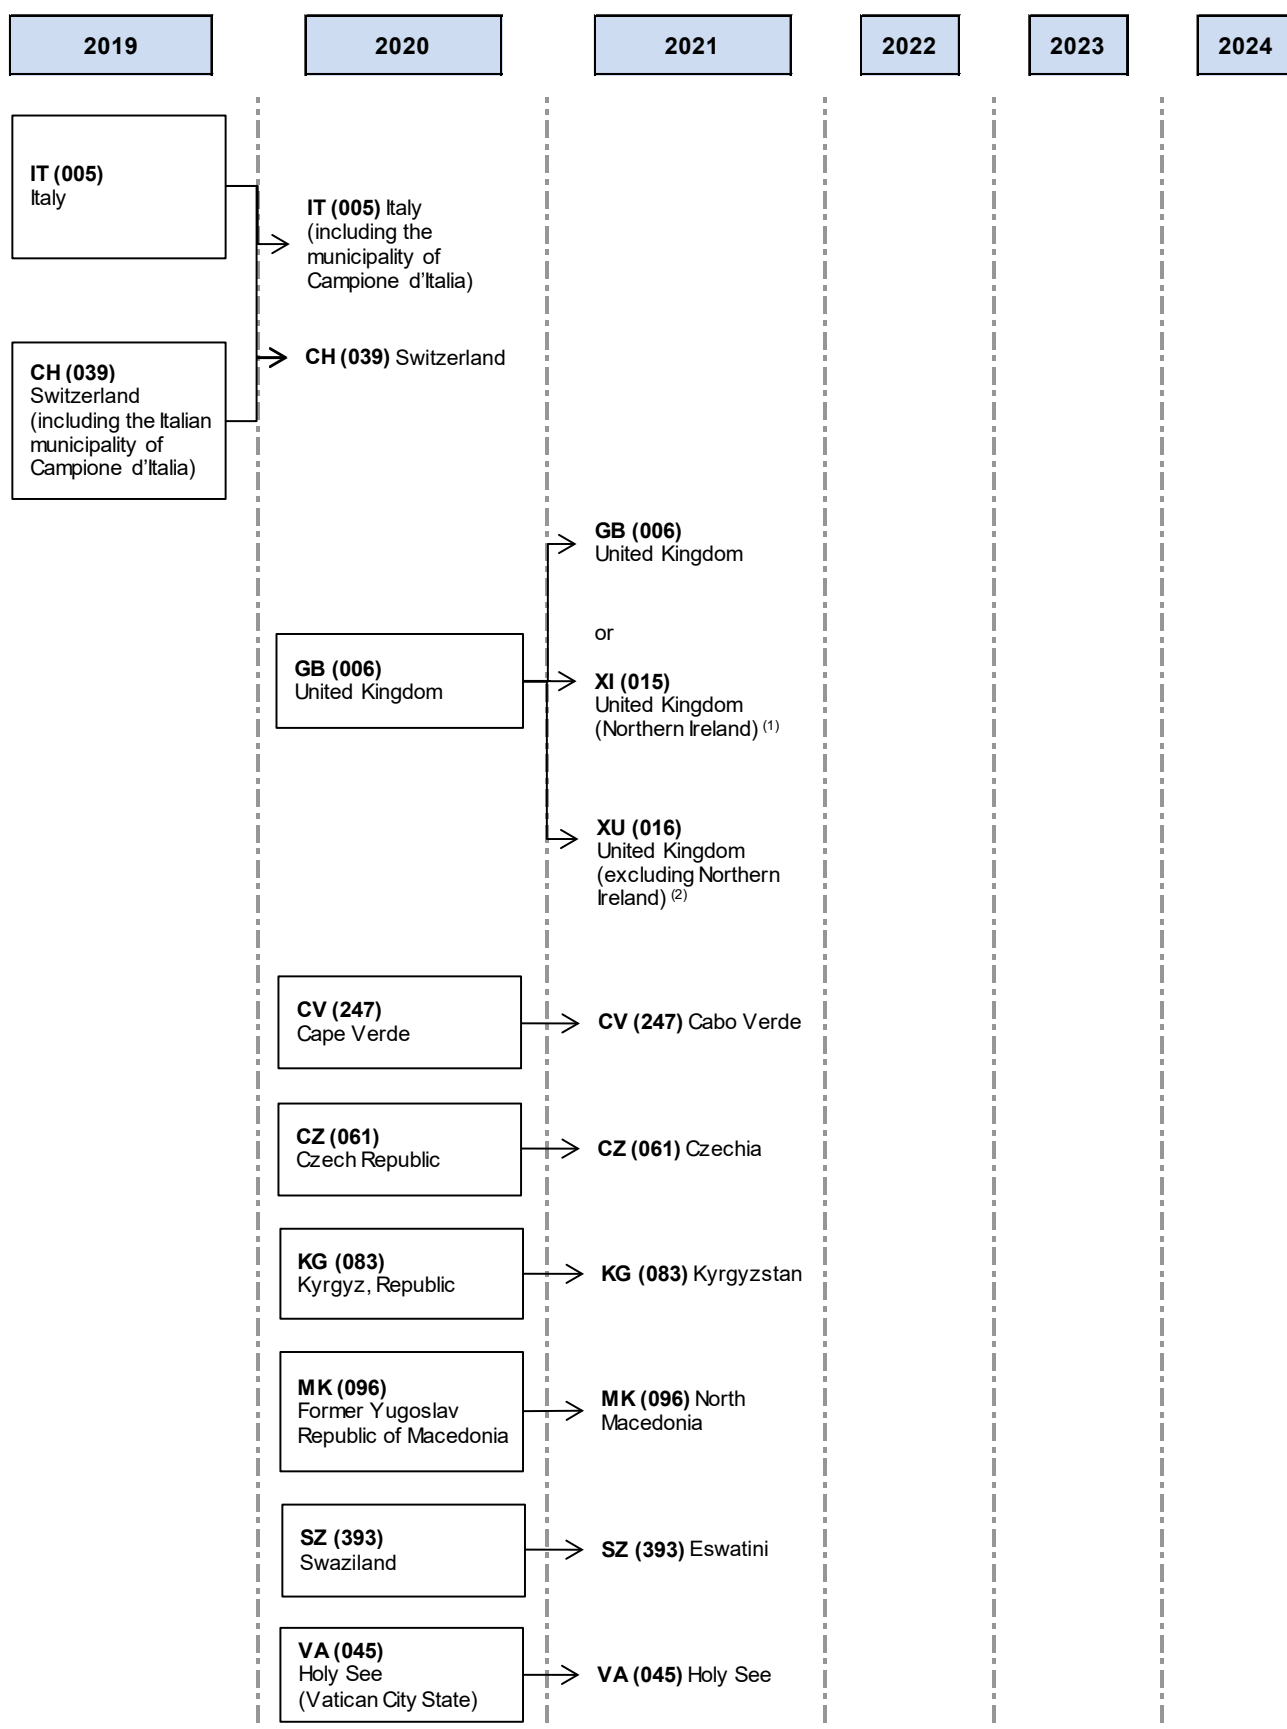 2019
2020
2021
2022
2023
2024
IT (005)
Italy
IT (005) Italy
(including the
municipality of
Campione d’Italia)
CH (039) Switzerland
CH (039)
Switzerland
(including the Italian
municipality of
Campione d’Italia)
GB (006)
United Kingdom
GB (006)
United Kingdom
or
XI (015)
United Kingdom
(Northern Ireland) (1)
XU (016)
United Kingdom
(excluding Northern
Ireland) (2)
CV (247)
Cape Verde
CV (247) Cabo Verde
CZ (061)
Czech Republic
CZ (061) Czechia
KG (083)
Kyrgyz, Republic
KG (083) Kyrgyzstan
MK (096)
Former Yugoslav
Republic of Macedonia
MK (096) North
Macedonia
SZ (393)
Swaziland
SZ (393) Eswatini
VA (045)
Holy See
(Vatican City State)
VA (045) Holy See